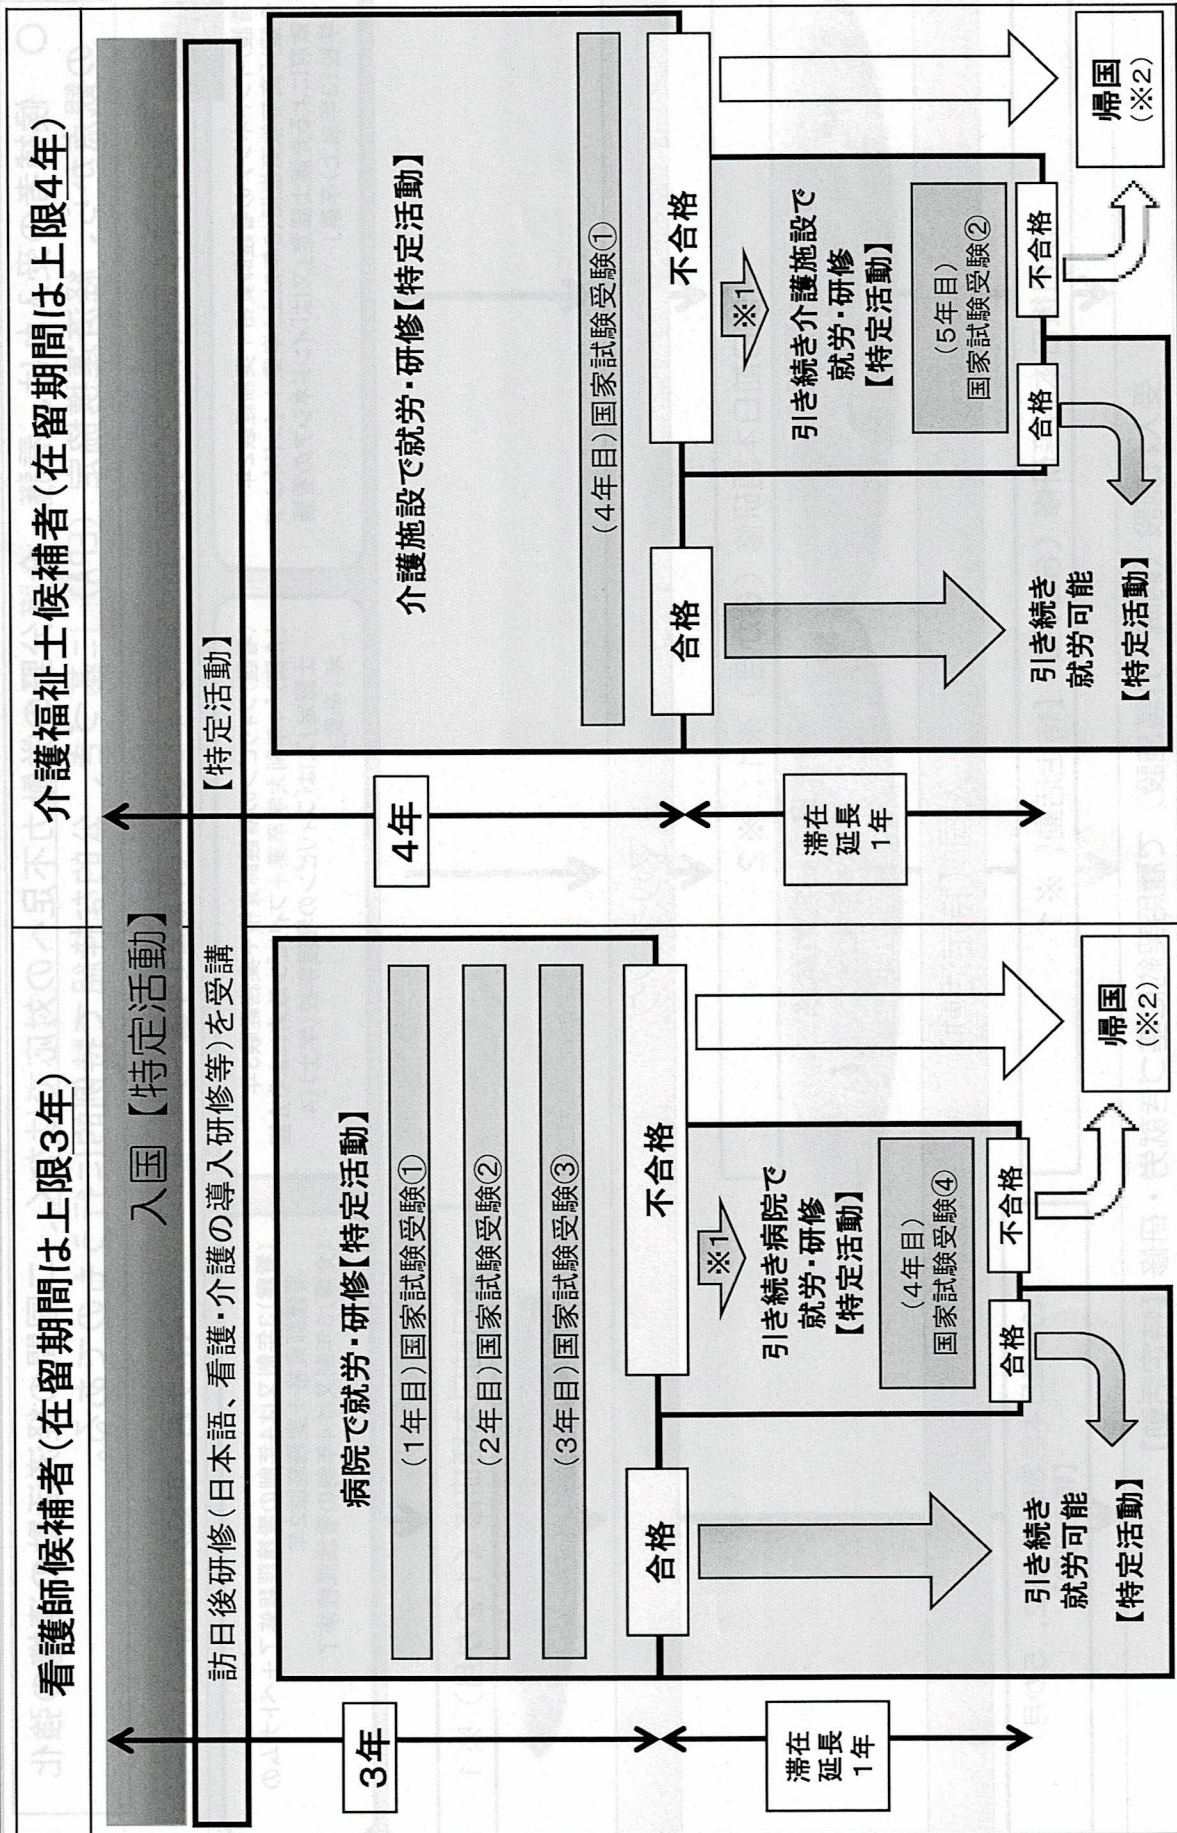 看護師候補者(在留期間は上限3年)
介護福祉士候補者(在留期間は上限4年)
入国【特定活動】
訪日後研修(日本語、看護・介護の導入研修等)を受講
【特定活動】
3年
病院で就労・研修【特定活動】
(1年目)国家試験受験①
(2年目)国家試験受験②
(3年目)国家試験受験③
合格
不合格
滞在
延長
1年
※1
引き続き病院で
就労・研修
【特定活動】
(4年目)
国家試験受験④
合格
不合格
引き続き
就労可能
【特定活動】
帰国
(※2)
4年
介護施設で就労・研修【特定活動】
(4年目)国家試験受験①
合格
不合格
滞在
延長
1年
※1
引き続き介護施設で
就労・研修
【特定活動】
(5年目)
国家試験受験②
合格
不合格
引き続き
就労可能
【特定活動】
帰国
(※2)